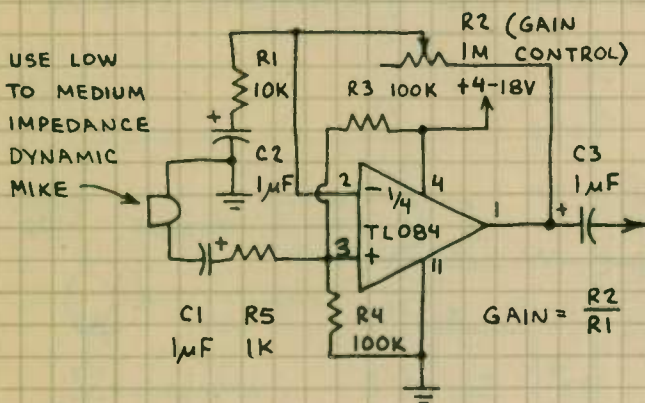 USE LOW
TO MEDIUM
IMPEDANCE
DYNAMIC
MIKE
R1
10K
+
C2
1µF
R2 (GAIN
1M CONTROL)
R3 100K
+4-18V
4
2
-
1/4
TL084
1
3
+
11
C3
+ 1µF
+
C1
1µF
R5
1K
R4
100K
GAIN = R2
R1